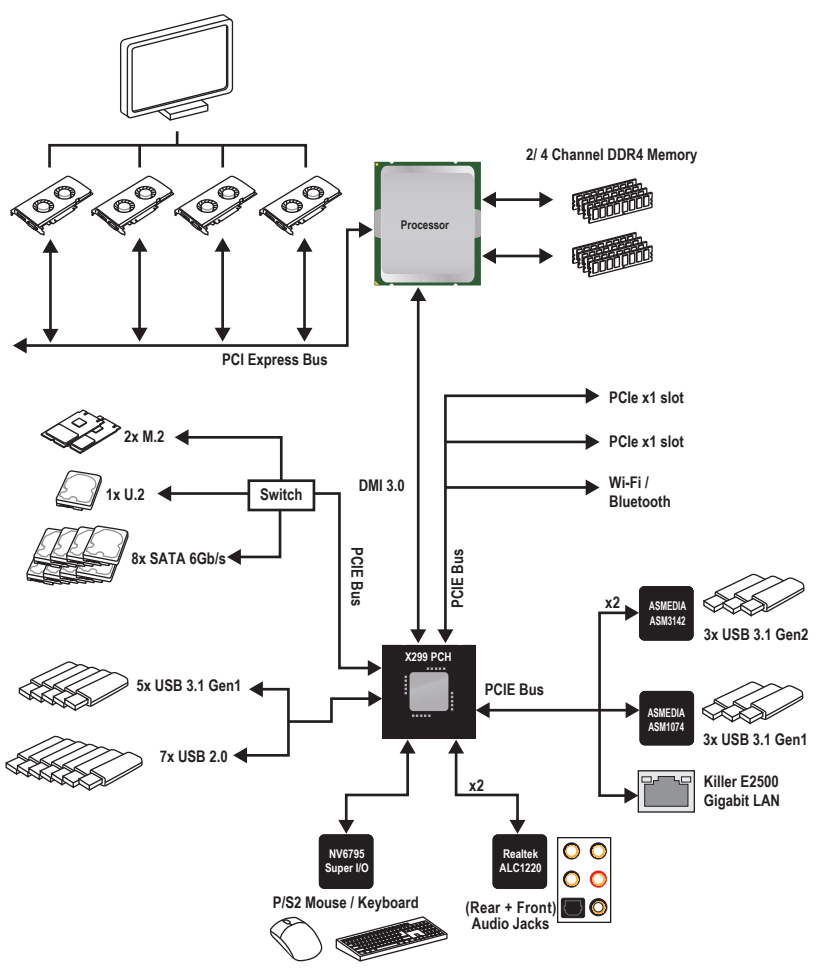 2/ 4 Channel DDR4 Memory
Processor
PCI Express Bus
PCIe x1 slot
PCIe x1 slot
Wi-Fi /
Bluetooth
2x M.2
1x U.2
Switch
8x SATA 6Gb/s
DMI 3.0
PCIE Bus
PCIE Bus
x2
ASMEDIA
ASM3142
3x USB 3.1 Gen2
X299 PCH
PCIE Bus
5x USB 3.1 Gen1
7x USB 2.0
ASMEDIA
ASM1074
3x USB 3.1 Gen1
Killer E2500
Gigabit LAN
x2
NV6795
Super I/O
Realtek
ALC1220
P/S2 Mouse / Keyboard
(Rear + Front)
Audio Jacks